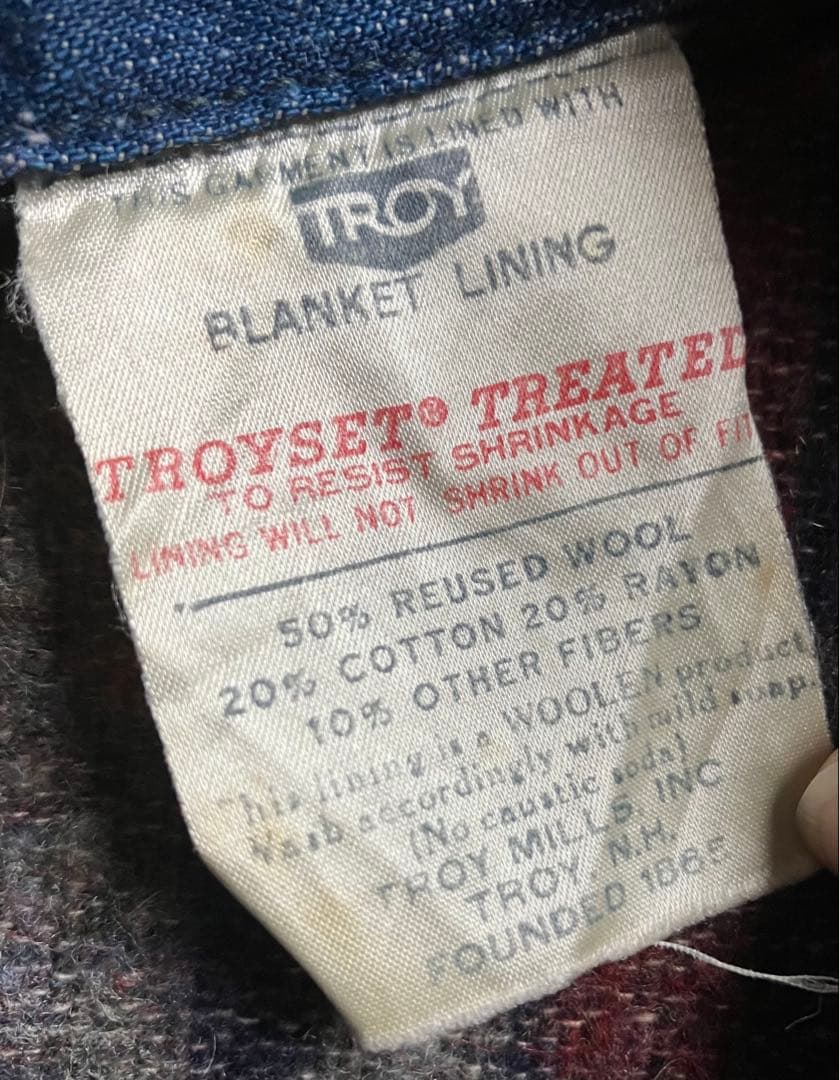 THIS GARMENT IS LINED WITH
TROY
BLANKET LINING
TROYSET® TREATED
TO RESIST SHRINKAGE
LINING WILL NOT SHRINK OUT OF FIT
50% REUSED WOOL
20% COTTON 20% RAYON
10% OTHER FIBERS
This lining is a WOOLEN product
Wash accordingly with mild soap.
(No caustic soda)
TROY MILLS, INC
TROY, N.H.
FOUNDED 1865